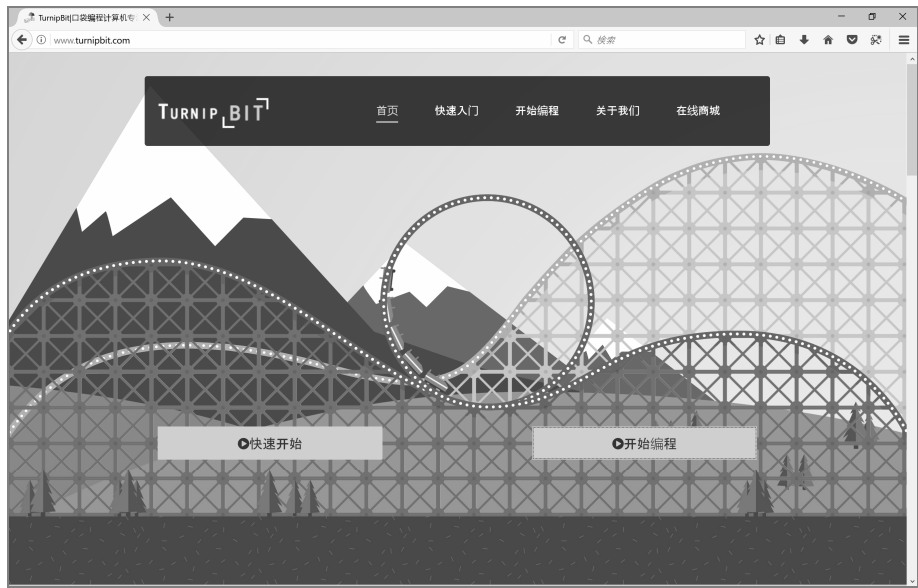 TurnipBit|口袋编程计算机专
www.turnipbit.com
検索
TURNIP BIT
首页 快速入门 开始编程 关于我们 在线商城
快速开始 开始编程